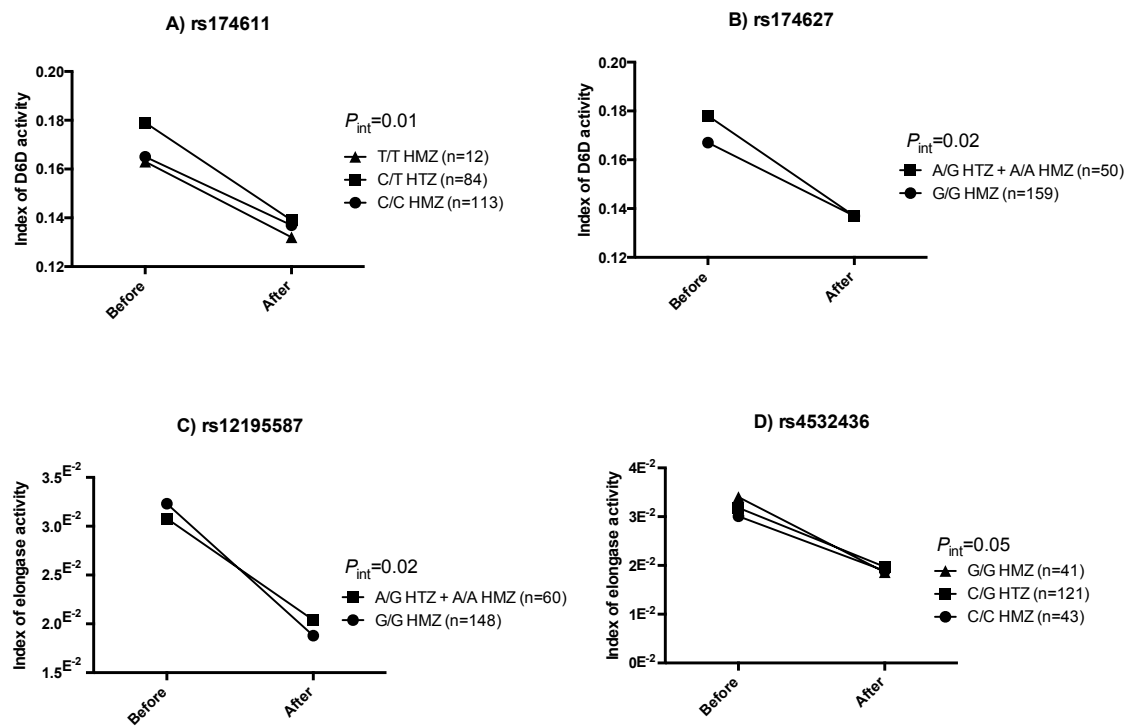 A) rs174611
Index of D6D activity
0.20
0.18
0.16
0.14
0.12
Before
After
P_int=0.01
T/T HMZ (n=12)
C/T HTZ (n=84)
C/C HMZ (n=113)
B) rs174627
Index of D6D activity
0.20
0.18
0.16
0.14
0.12
Before
After
P_int=0.02
A/G HTZ + A/A HMZ (n=50)
G/G HMZ (n=159)
C) rs12195587
Index of elongase activity
3.5E-2
3.0E-2
2.5E-2
2.0E-2
1.5E-2
Before
After
P_int=0.02
A/G HTZ + A/A HMZ (n=60)
G/G HMZ (n=148)
D) rs4532436
Index of elongase activity
4E-2
3E-2
2E-2
1E-2
0E-2
Before
After
P_int=0.05
G/G HMZ (n=41)
C/G HTZ (n=121)
C/C HMZ (n=43)